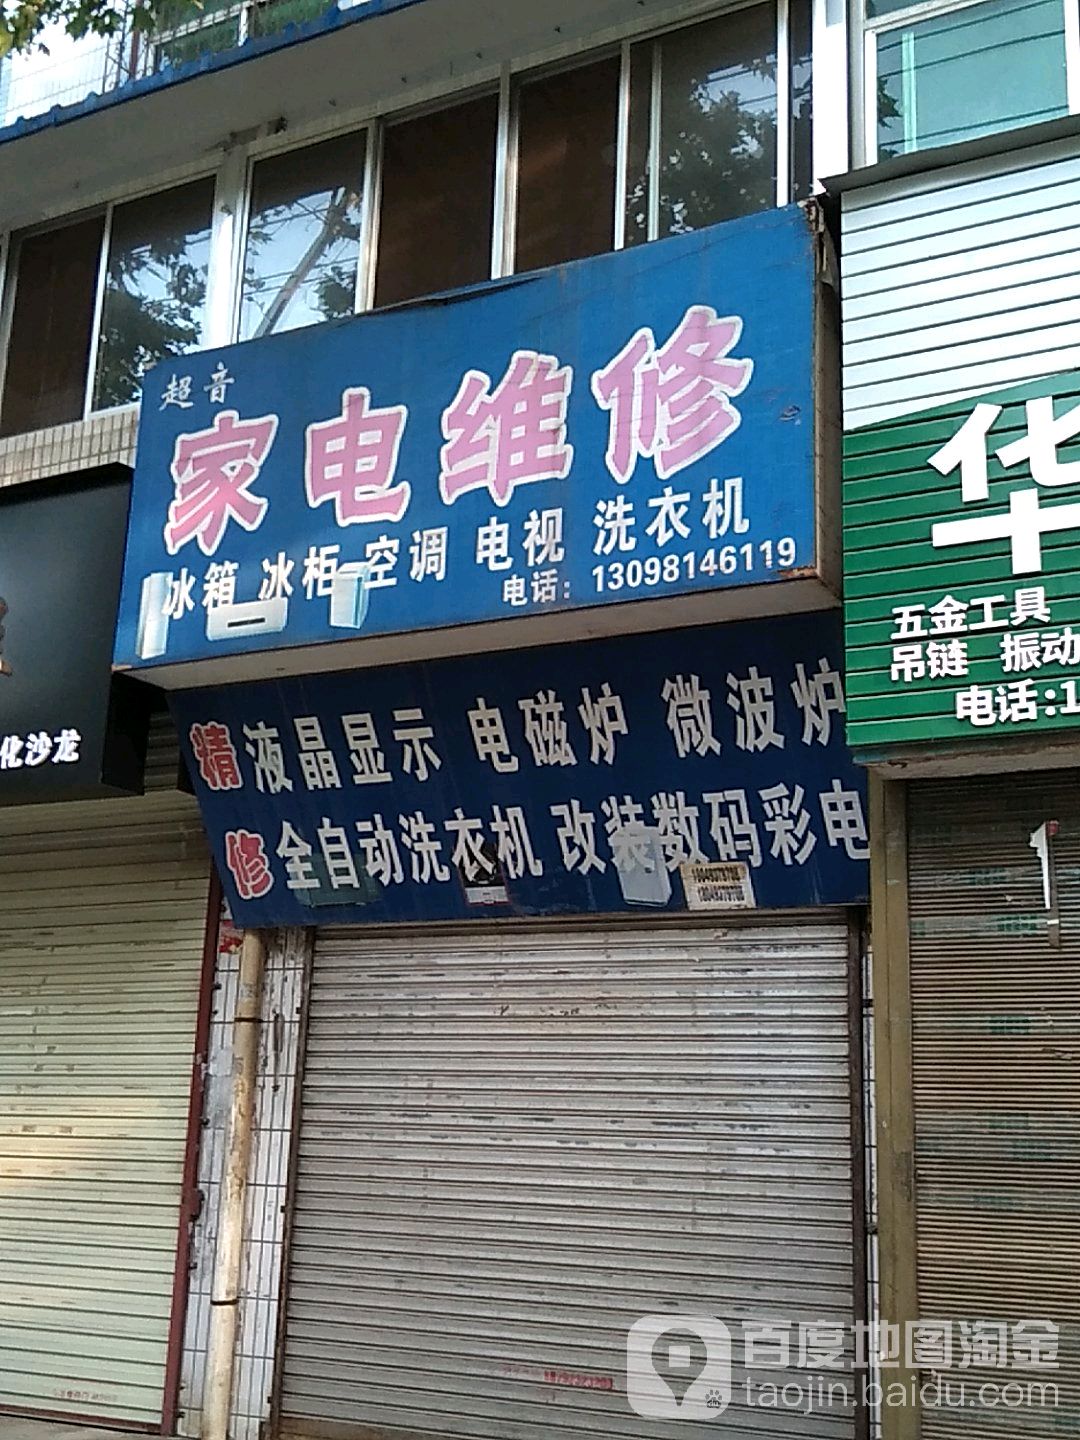 超音
家电维修
冰箱 冰柜 空调 电视 洗衣机
电话：13098146119
精修
液晶显示 电磁炉 微波炉
全自动洗衣机 改装数码彩电
化沙龙
华
五金工具
吊链 振动
电话:1
百度地图淘金
taojin.baidu.com